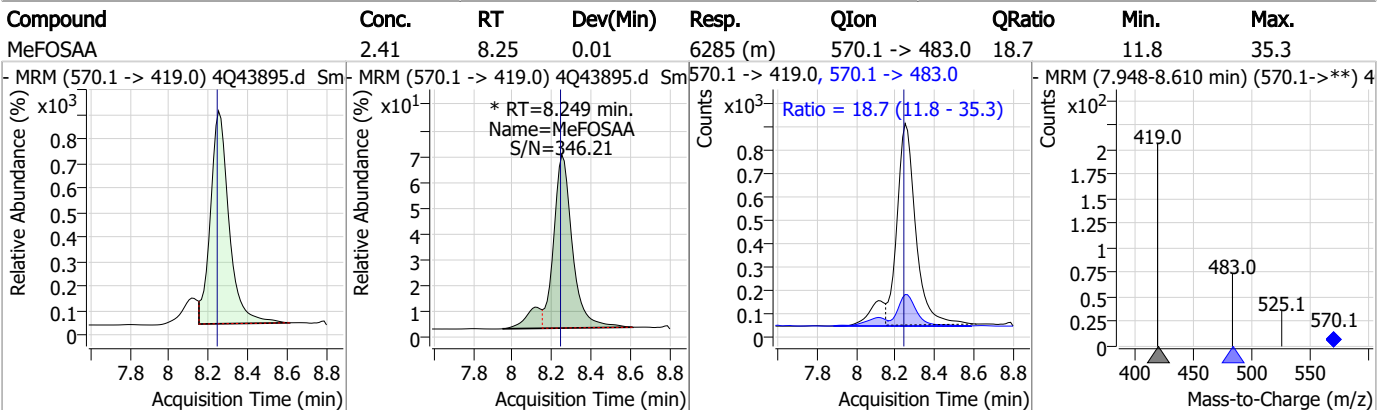 Compound Conc. RT Dev(Min) Resp. QIon QRatio Min. Max.
MeFOSAA 2.41 8.25 0.01 6285 (m) 570.1 -> 483.0 18.7 11.8 35.3
- MRM (570.1 -> 419.0) 4Q43895.d Sm
Relative Abundance (%)
x10³
0.8
0.7
0.6
0.5
0.4
0.3
0.2
0.1
0
7.8 8 8.2 8.4 8.6 8.8
Acquisition Time (min)
- MRM (570.1 -> 419.0) 4Q43895.d Sm
Relative Abundance (%)
x10¹
* RT=8.249 min.
Name=MeFOSAA
S/N=346.21
7
6
5
4
3
2
1
0
7.8 8 8.2 8.4 8.6 8.8
Acquisition Time (min)
570.1 -> 419.0, 570.1 -> 483.0
Counts
x10³
Ratio = 18.7 (11.8 - 35.3)
0.8
0.7
0.6
0.5
0.4
0.3
0.2
0.1
0
7.8 8 8.2 8.4 8.6 8.8
Acquisition Time (min)
- MRM (7.948-8.610 min) (570.1->**) 4
Counts
x10²
419.0
2
1.75
1.5
1.25
1
0.75
0.5
0.25
0
483.0
525.1
570.1
400 450 500 550
Mass-to-Charge (m/z)